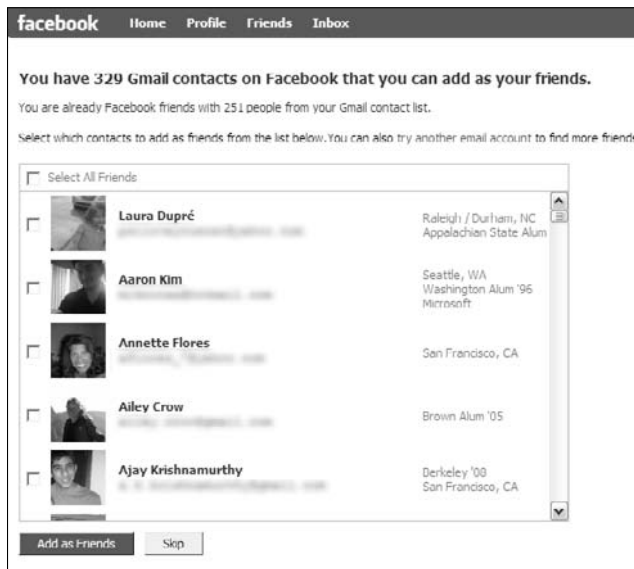 facebook Home Profile Friends Inbox
You have 329 Gmail contacts on Facebook that you can add as your friends.
You are already Facebook friends with 251 people from your Gmail contact list.
Select which contacts to add as friends from the list below. You can also try another email account to find more friends
Select All Friends
Laura Dupré
Raleigh / Durham, NC
Appalachian State Alum
Aaron Kim
Seattle, WA
Washington Alum '96
Microsoft
Annette Flores
San Francisco, CA
Ailey Crow
Brown Alum '05
Ajay Krishnamurthy
Berkeley '08
San Francisco, CA
Add as Friends Skip